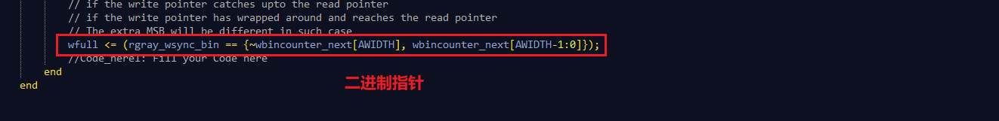 // if the write pointer catches upto the read pointer
// if the write pointer has wrapped around and reaches the read pointer
// The extra MSB will be different in such case
wfull <= (rgray_wsync_bin == {~wbincounter_next[AWIDTH], wbincounter_next[AWIDTH-1:0]});
//Code_here1: Fill your Code here
end
二进制指针
end